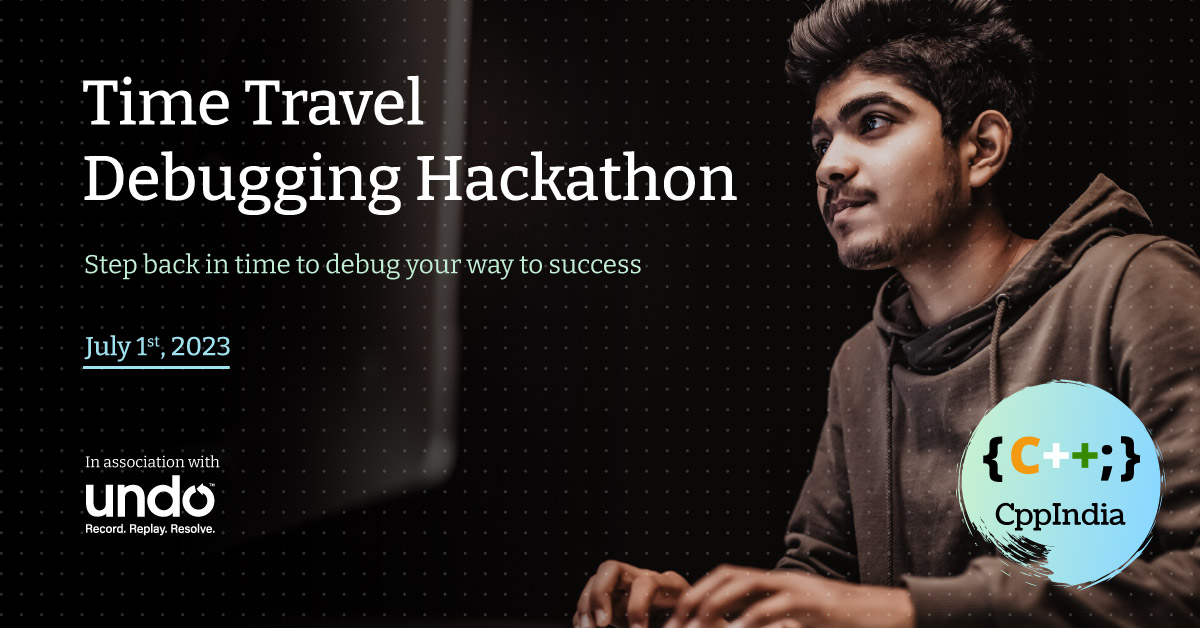 Time Travel
Debugging Hackathon
Step back in time to debug your way to success
July 1st, 2023
In association with
undo™
Record. Replay. Resolve.
{C++;}
CppIndia